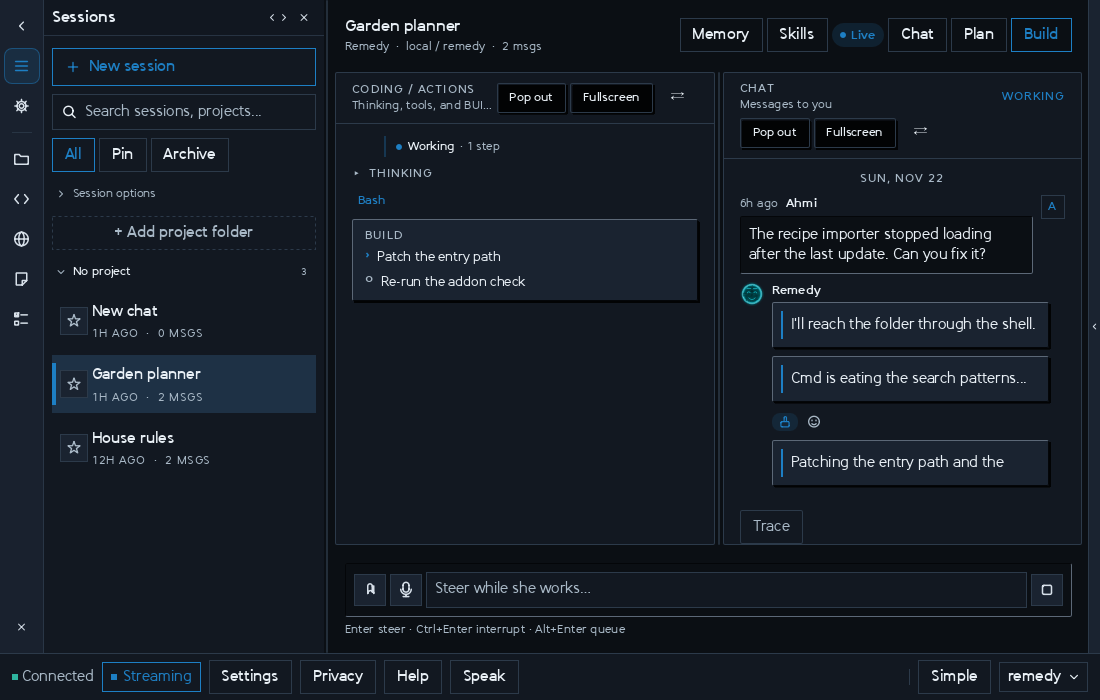 Sessions
+ New session
Search sessions, projects...
All
Pin
Archive
Session options
+ Add project folder
No project
3
New chat
1H AGO · 0 MSGS
Garden planner
1H AGO · 2 MSGS
House rules
12H AGO · 2 MSGS
Garden planner
Remedy · local / remedy · 2 msgs
Memory
Skills
Live
Chat
Plan
Build
CODING / ACTIONS
Thinking, tools, and BUI...
Pop out
Fullscreen
Working · 1 step
THINKING
Bash
BUILD
Patch the entry path
Re-run the addon check
CHAT
Messages to you
WORKING
Pop out
Fullscreen
SUN, NOV 22
6h ago Ahmi
A
The recipe importer stopped loading
after the last update. Can you fix it?
Remedy
I'll reach the folder through the shell.
Cmd is eating the search patterns...
Patching the entry path and the
Trace
Steer while she works...
Enter steer · Ctrl+Enter interrupt · Alt+Enter queue
Connected
Streaming
Settings
Privacy
Help
Speak
Simple
remedy